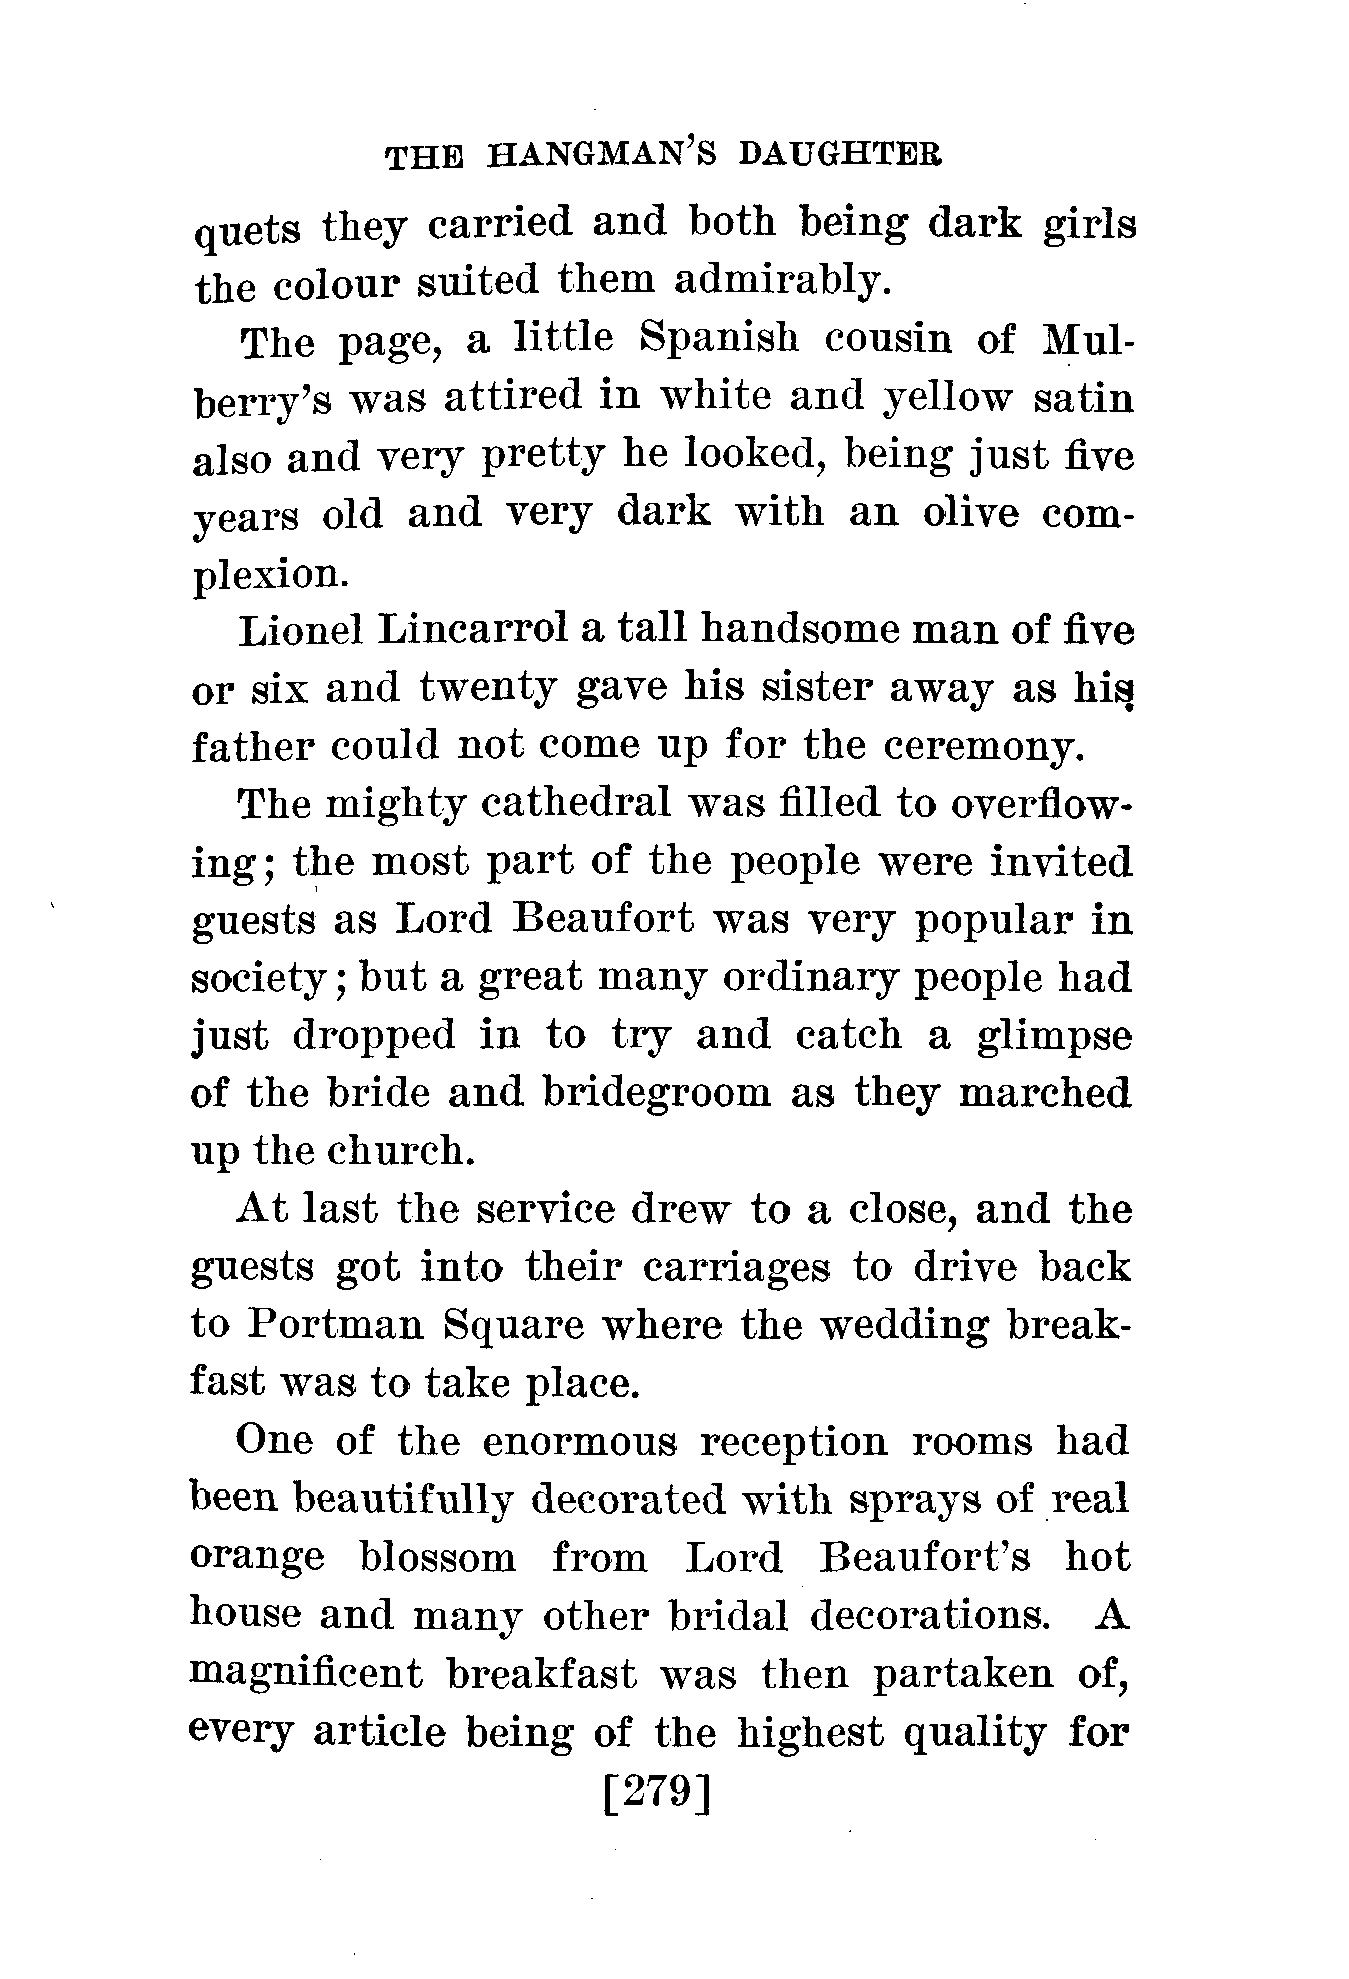 THE HANGMAN'S DAUGHTER
quets they carried and both being dark girls
the colour suited them admirably.
The page, a little Spanish cousin of Mul-
berry's was attired in white and yellow satin
also and very pretty he looked, being just five
years old and very dark with an olive com-
plexion.
Lionel Lincarrol a tall handsome man of five
or six and twenty gave his sister away as his
father could not come up for the ceremony.
The mighty cathedral was filled to overflow-
ing; the most part of the people were invited
guests as Lord Beaufort was very popular in
society; but a great many ordinary people had
just dropped in to try and catch a glimpse
of the bride and bridegroom as they marched
up the church.
At last the service drew to a close, and the
guests got into their carriages to drive back
to Portman Square where the wedding break-
fast was to take place.
One of the enormous reception rooms had
been beautifully decorated with sprays of real
orange blossom from Lord Beaufort's hot
house and many other bridal decorations. A
magnificent breakfast was then partaken of,
every article being of the highest quality for
[279]